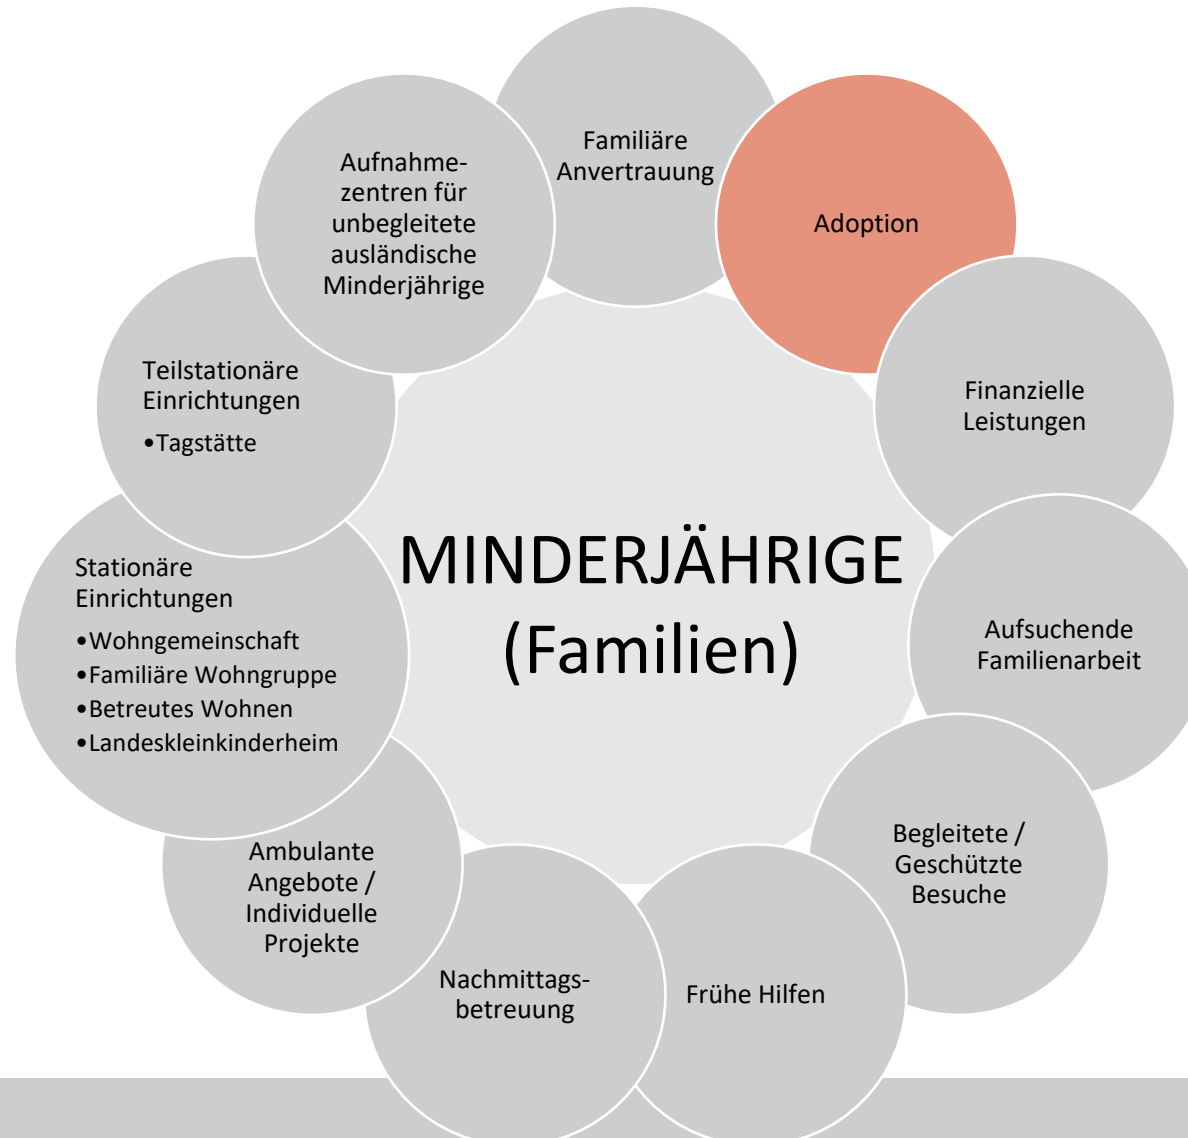 Familiäre
Anvertrauung
Adoption
Finanzielle
Leistungen
Aufsuchende
Familienarbeit
Begleitete /
Geschützte
Besuche
Frühe Hilfen
Nachmittags-
betreuung
Ambulante
Angebote /
Individuelle
Projekte
Stationäre
Einrichtungen
•Wohngemeinschaft
•Familiäre Wohngruppe
•Betreutes Wohnen
•Landeskleinkinderheim
Teilstationäre
Einrichtungen
•Tagstätte
Aufnahme-
zentren für
unbegleitete
ausländische
Minderjährige
MINDERJÄHRIGE
(Familien)